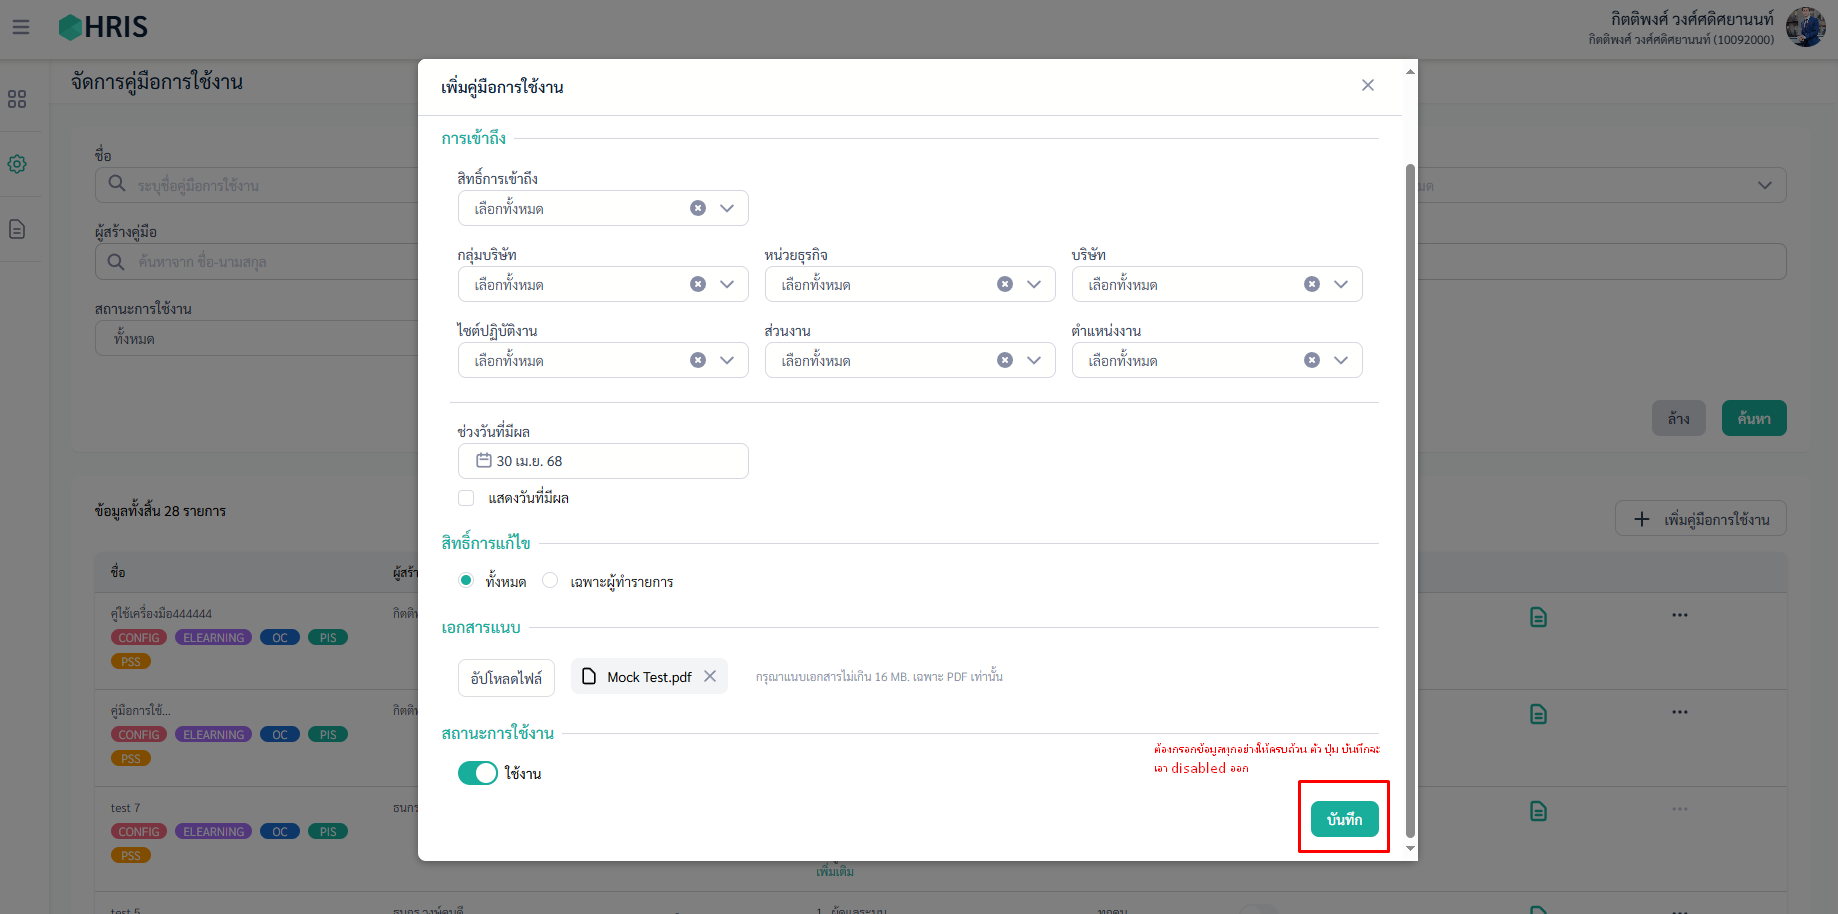 HRIS
กิตติพงศ์ วงศ์ศดิศยานนท์
กิตติพงศ์ วงศ์ศดิศยานนท์ (10092000)
จัดการคู่มือการใช้งาน
ชื่อ
ระบุชื่อคู่มือการใช้งาน
ผู้สร้างคู่มือ
ค้นหาจาก ชื่อ-นามสกุล
สถานะการใช้งาน
ทั้งหมด
ล้าง
ค้นหา
ข้อมูลทั้งสิ้น 28 รายการ
เพิ่มคู่มือการใช้งาน
ชื่อ
คู่ใช้เครื่องมือ444444
CONFIG ELEARNING OC PIS
PSS
คู่มือการใช้...
CONFIG ELEARNING OC PIS
PSS
test 7
CONFIG ELEARNING OC PIS
PSS
เพิ่มเติม
test 5
เพิ่มคู่มือการใช้งาน
การเข้าถึง
สิทธิ์การเข้าถึง
เลือกทั้งหมด
กลุ่มบริษัท หน่วยธุรกิจ บริษัท
เลือกทั้งหมด เลือกทั้งหมด เลือกทั้งหมด
ไซต์ปฏิบัติงาน ส่วนงาน ตำแหน่งงาน
เลือกทั้งหมด เลือกทั้งหมด เลือกทั้งหมด
ช่วงวันที่มีผล
30 เม.ย. 68
แสดงวันที่มีผล
สิทธิ์การแก้ไข
ทั้งหมด เฉพาะผู้ทำรายการ
เอกสารแนบ
อัปโหลดไฟล์ Mock Test.pdf กรุณาแนบเอกสารไม่เกิน 16 MB. เฉพาะ PDF เท่านั้น
สถานะการใช้งาน
ใช้งาน
ต้องกรอกข้อมูลทุกอย่างให้ครบถ้วน ตัว ปุ่ม บันทึกจะ
เอา disabled ออก
บันทึก